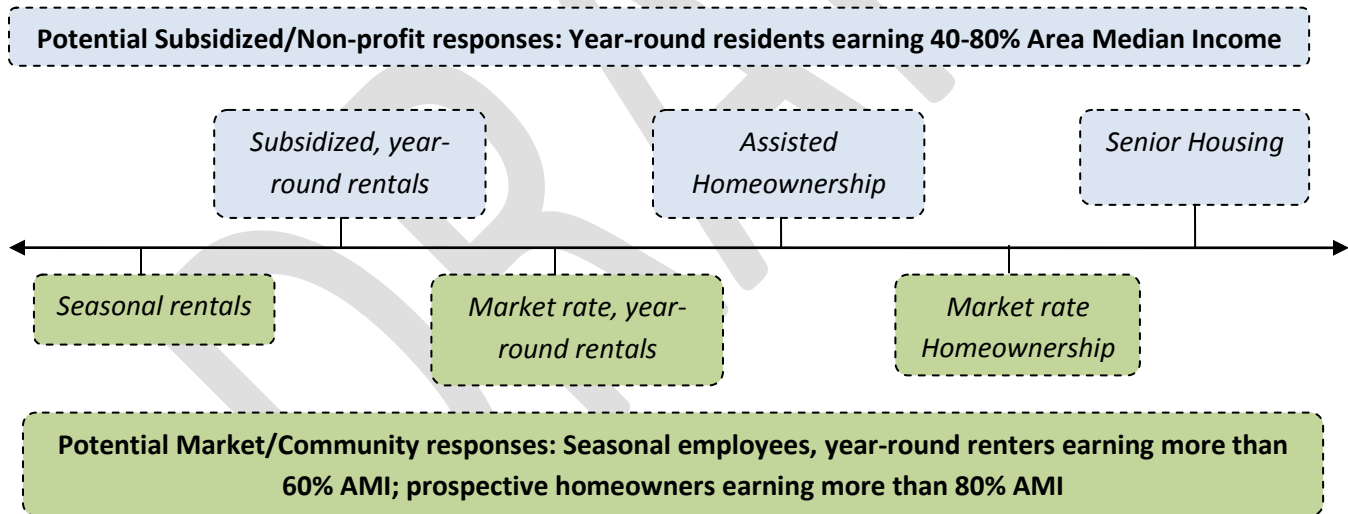 Potential Subsidized/Non-profit responses: Year-round residents earning 40-80% Area Median Income
Subsidized, year-
round rentals
Assisted
Homeownership
Senior Housing
Seasonal rentals
Market rate, year-
round rentals
Market rate
Homeownership
Potential Market/Community responses: Seasonal employees, year-round renters earning more than
60% AMI; prospective homeowners earning more than 80% AMI